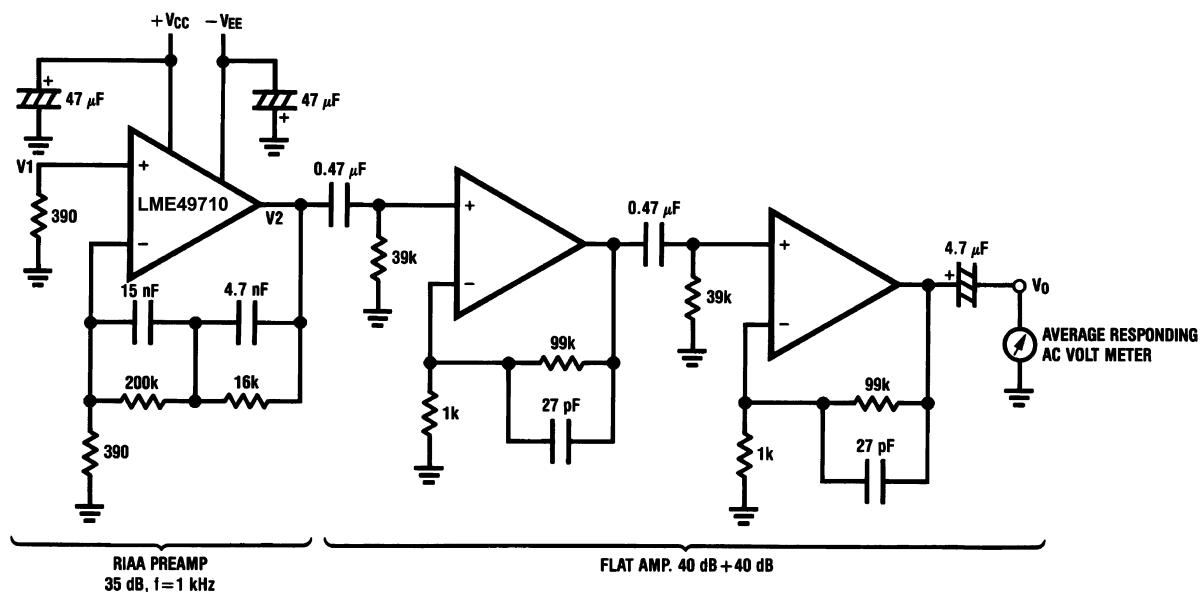 +VCC −VEE
+
47 µF
47 µF
+
V1
+
LME49710
−
V2
390
0.47 µF
39k
15 nF
4.7 nF
200k
16k
390
+
−
99k
1k
27 pF
0.47 µF
39k
+
−
99k
1k
27 pF
4.7 µF
+
VO
AVERAGE RESPONDING
AC VOLT METER
RIAA PREAMP
35 dB, f=1 kHz
FLAT AMP. 40 dB+40 dB